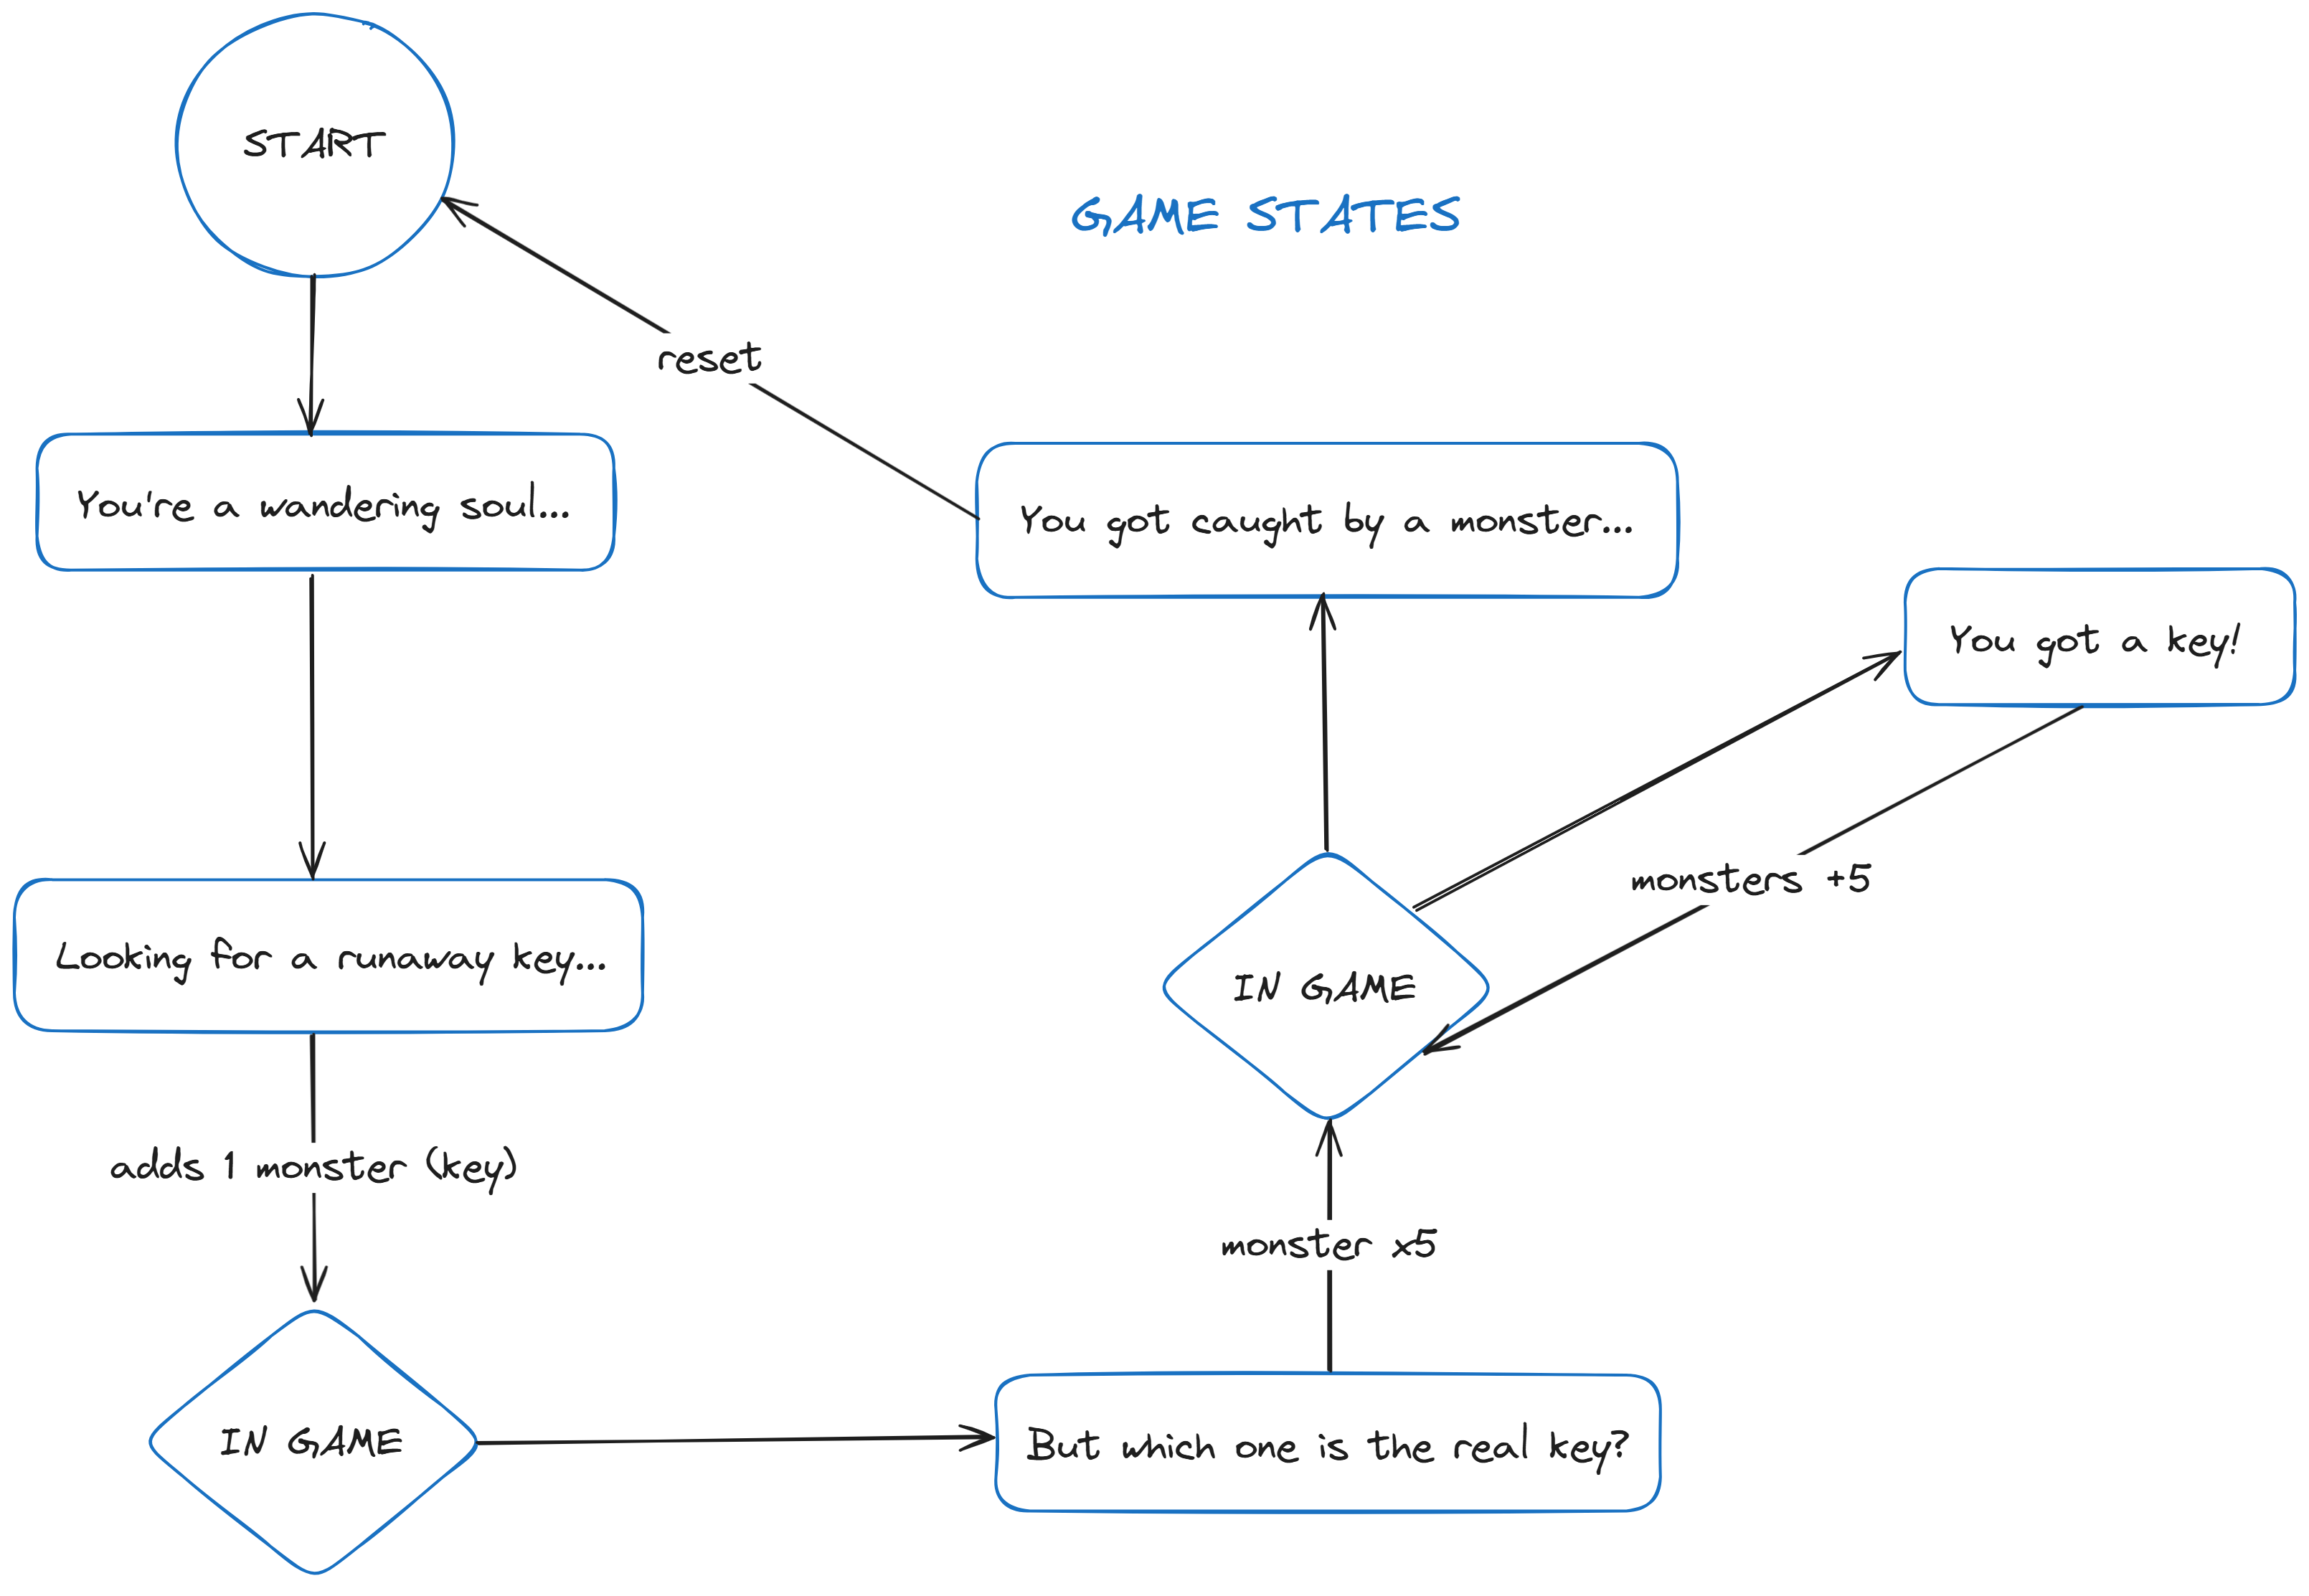 START
GAME STATES
reset
You're a wandering soul...
You got caught by a monster...
You got a key!
monsters +5
Looking for a runaway key...
IN GAME
adds 1 monster (key)
monster x5
IN GAME
But which one is the real key?